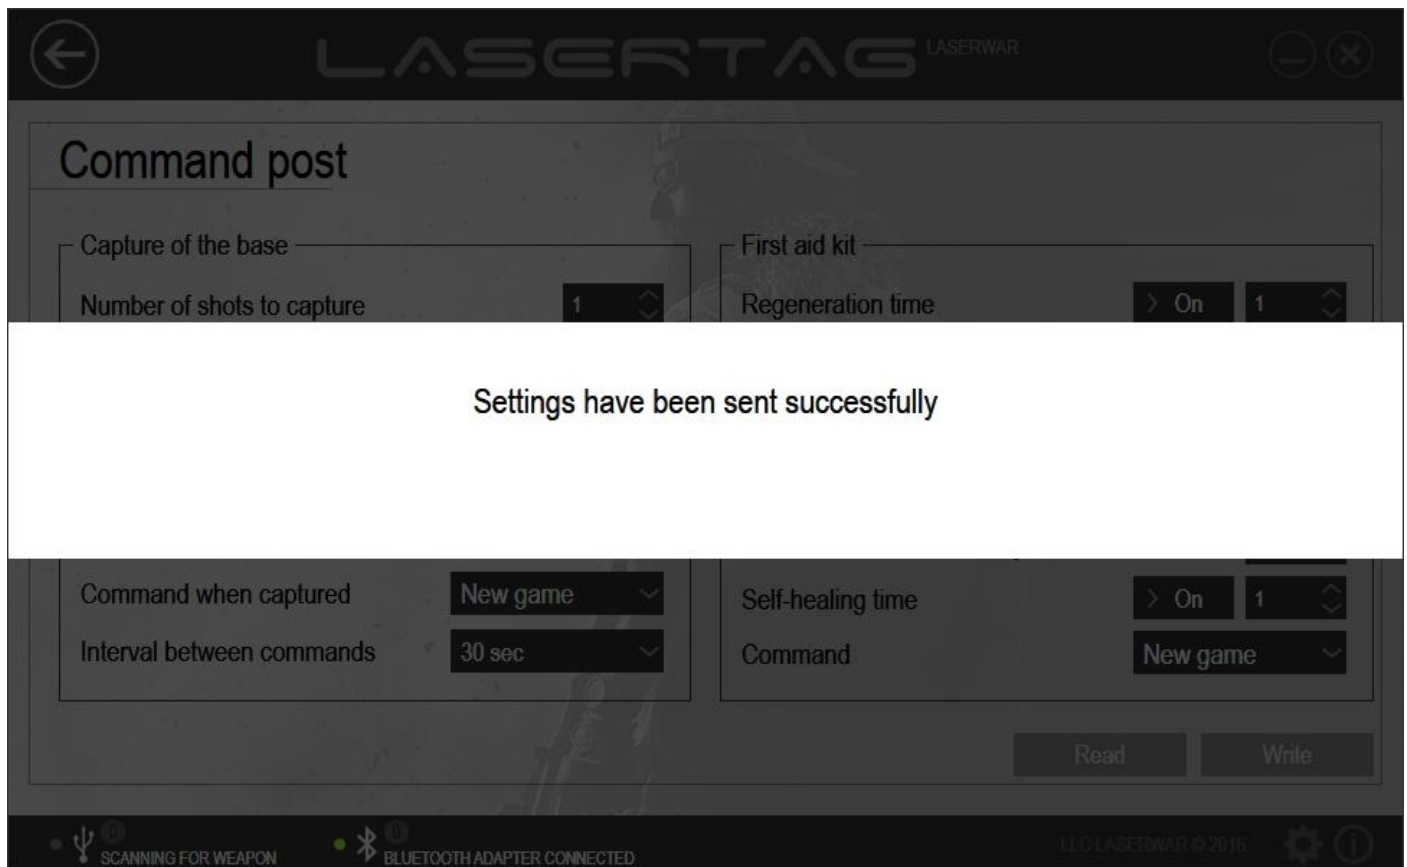 LASERTAG LASERWAR
Command post
Capture of the base
Number of shots to capture 1
First aid kit
Regeneration time > On 1
Settings have been sent successfully
Command when captured New game
Interval between commands 30 sec
Self-healing time > On 1
Command New game
Read Write
0
SCANNING FOR WEAPON
0
BLUETOOTH ADAPTER CONNECTED
LLC LASERWAR © 2016